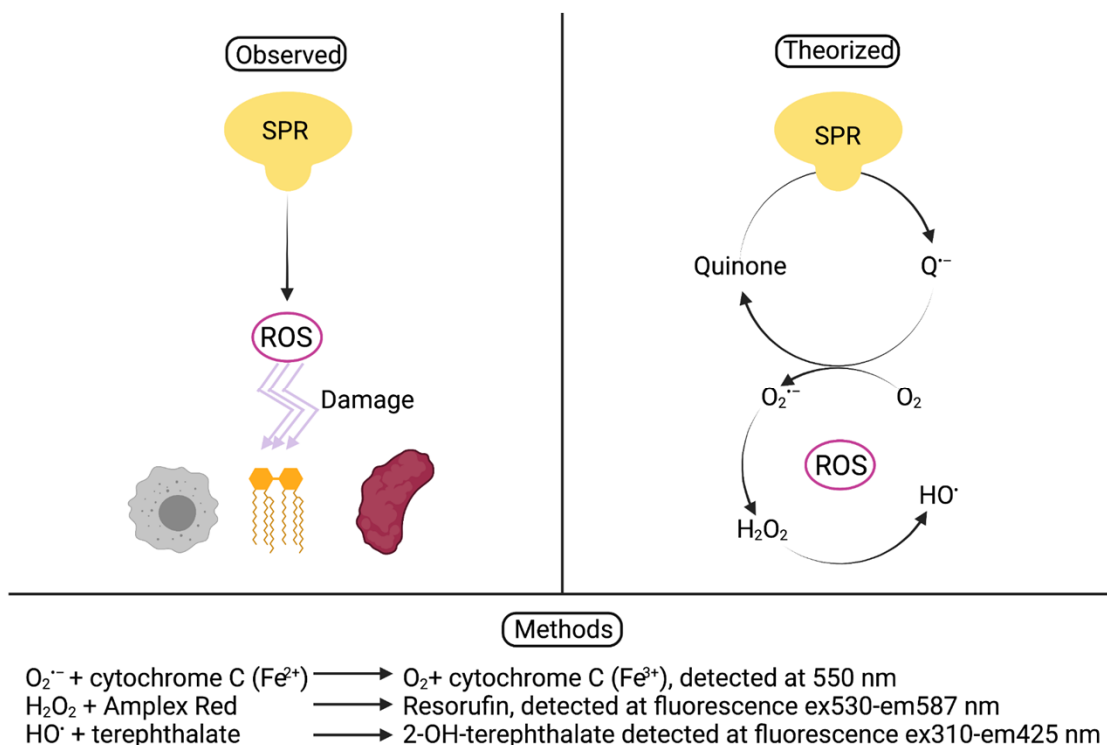 Observed
SPR
ROS
Damage
Theorized
SPR
Quinone
Q·−
O₂·−
O₂
ROS
HO·
H₂O₂
Methods
O₂·− + cytochrome C (Fe²⁺) → O₂+ cytochrome C (Fe³⁺), detected at 550 nm
H₂O₂ + Amplex Red → Resorufin, detected at fluorescence ex530-em587 nm
HO· + terephthalate → 2-OH-terephthalate detected at fluorescence ex310-em425 nm